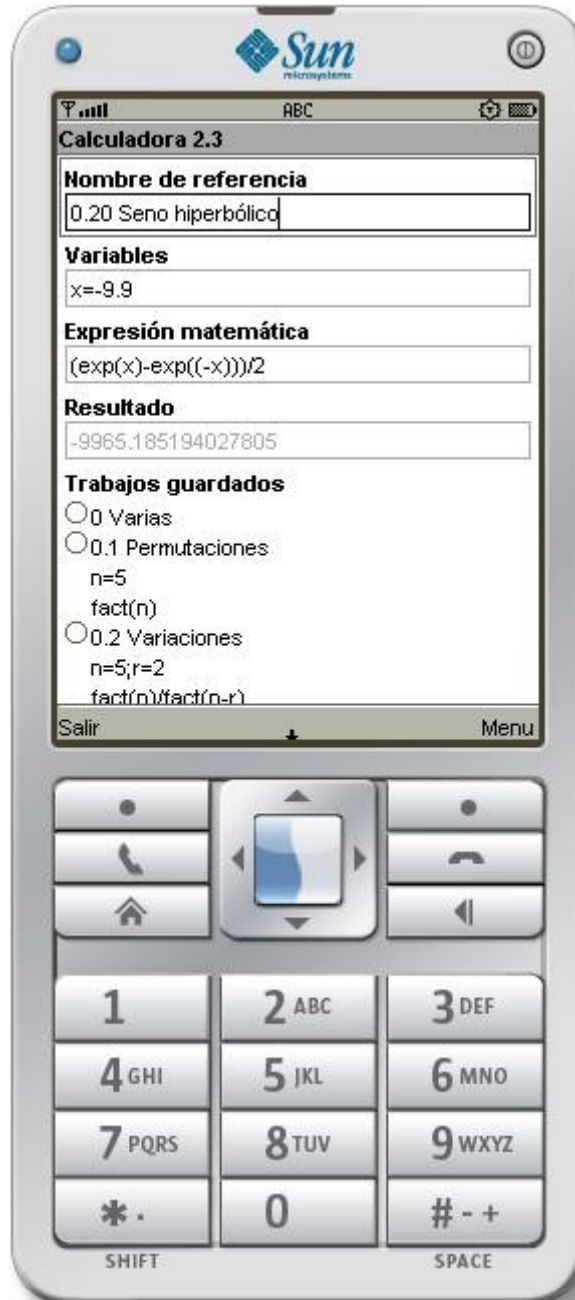 Sun
microsystems
ABC
Calculadora 2.3
Nombre de referencia
0.20 Seno hiperbólico
Variables
x=-9.9
Expresión matemática
(exp(x)-exp((-x)))/2
Resultado
-9965.185194027805
Trabajos guardados
0 Varias
0.1 Permutaciones
n=5
fact(n)
0.2 Variaciones
n=5;r=2
fact(n)/fact(n-r)
Salir Menu
1 2 ABC 3 DEF
4 GHI 5 JKL 6 MNO
7 PQRS 8 TUV 9 WXYZ
* . 0 # - +
SHIFT SPACE